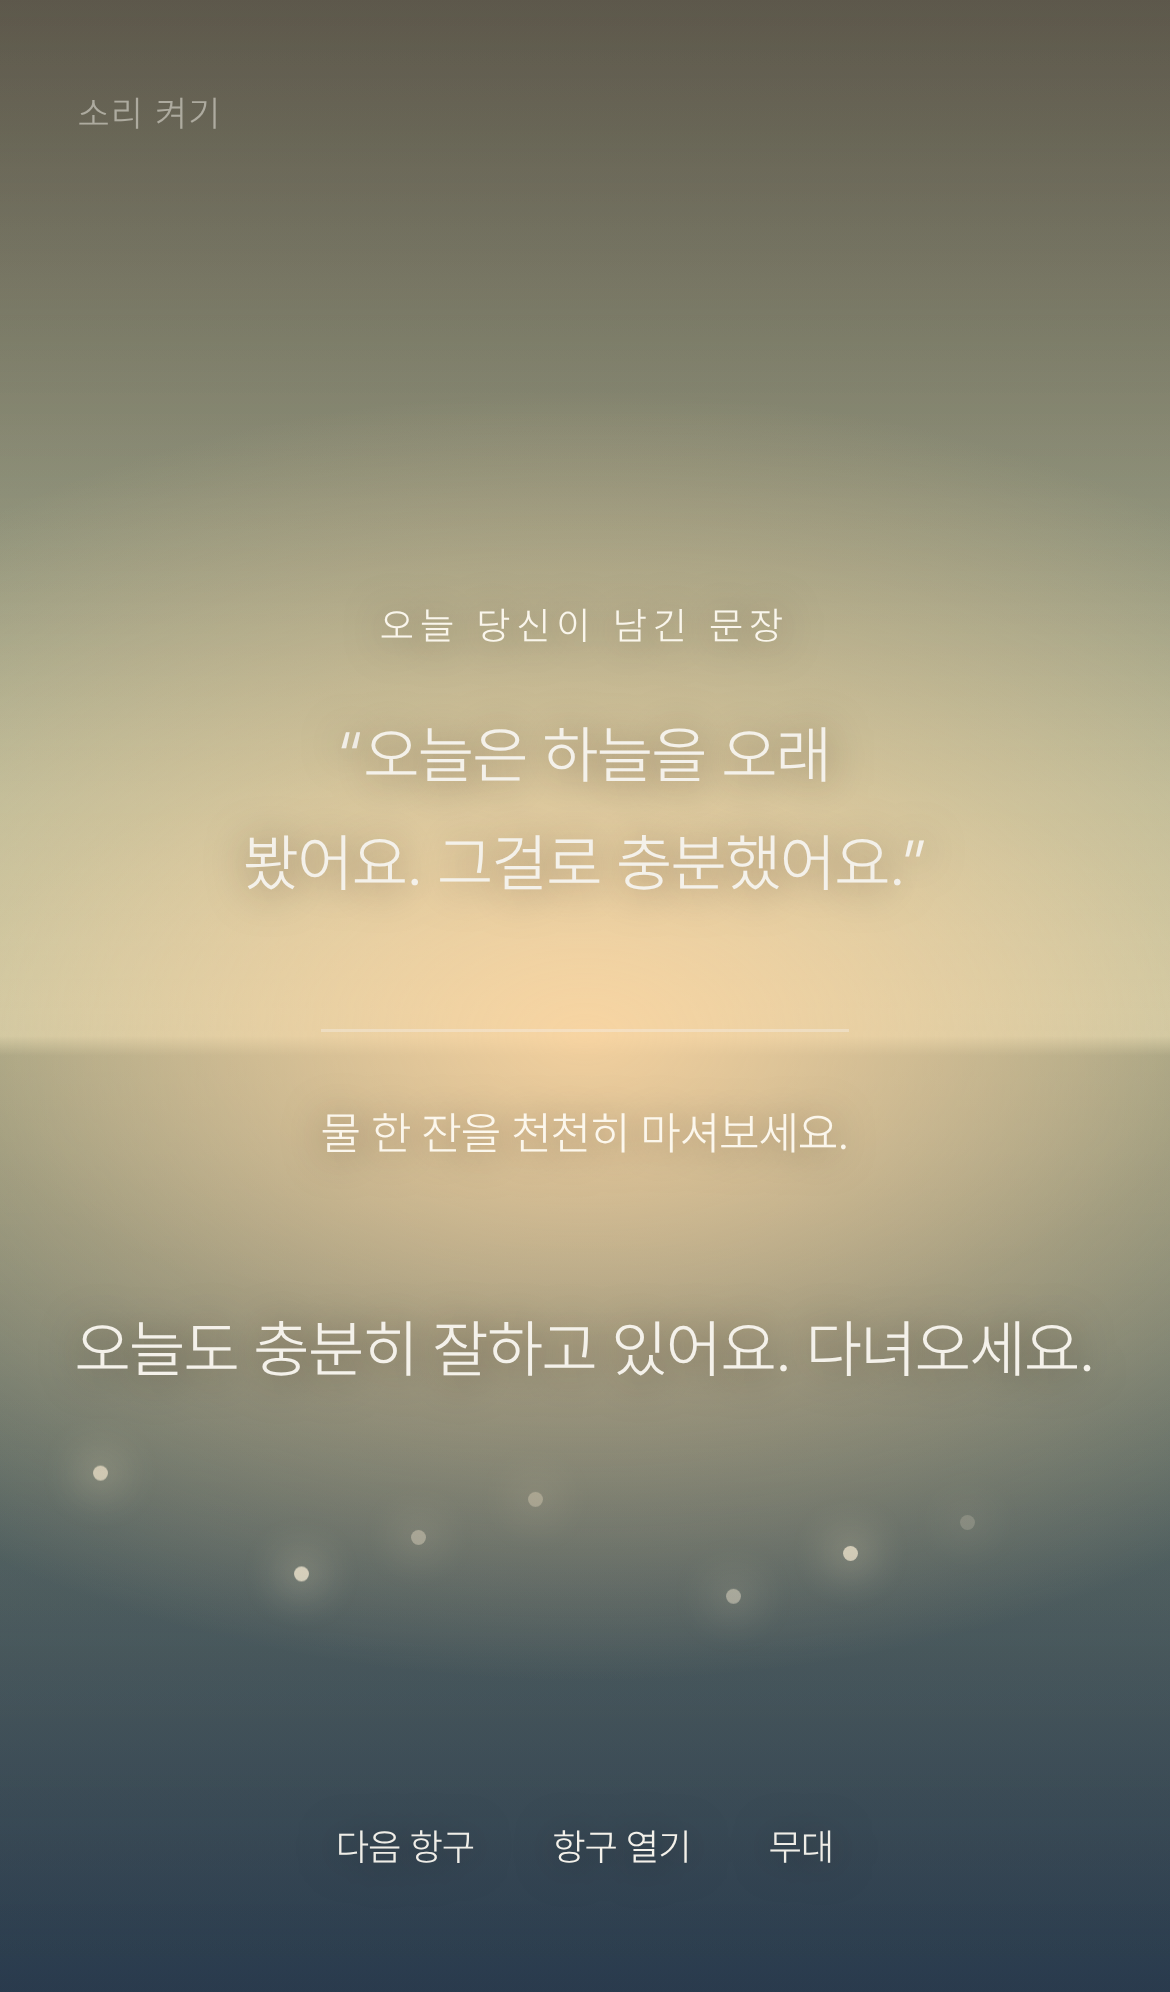 소리 켜기
오늘 당신이 남긴 문장
“오늘은 하늘을 오래
봤어요. 그걸로 충분했어요.”
물 한 잔을 천천히 마셔보세요.
오늘도 충분히 잘하고 있어요. 다녀오세요.
다음 항구 항구 열기 무대